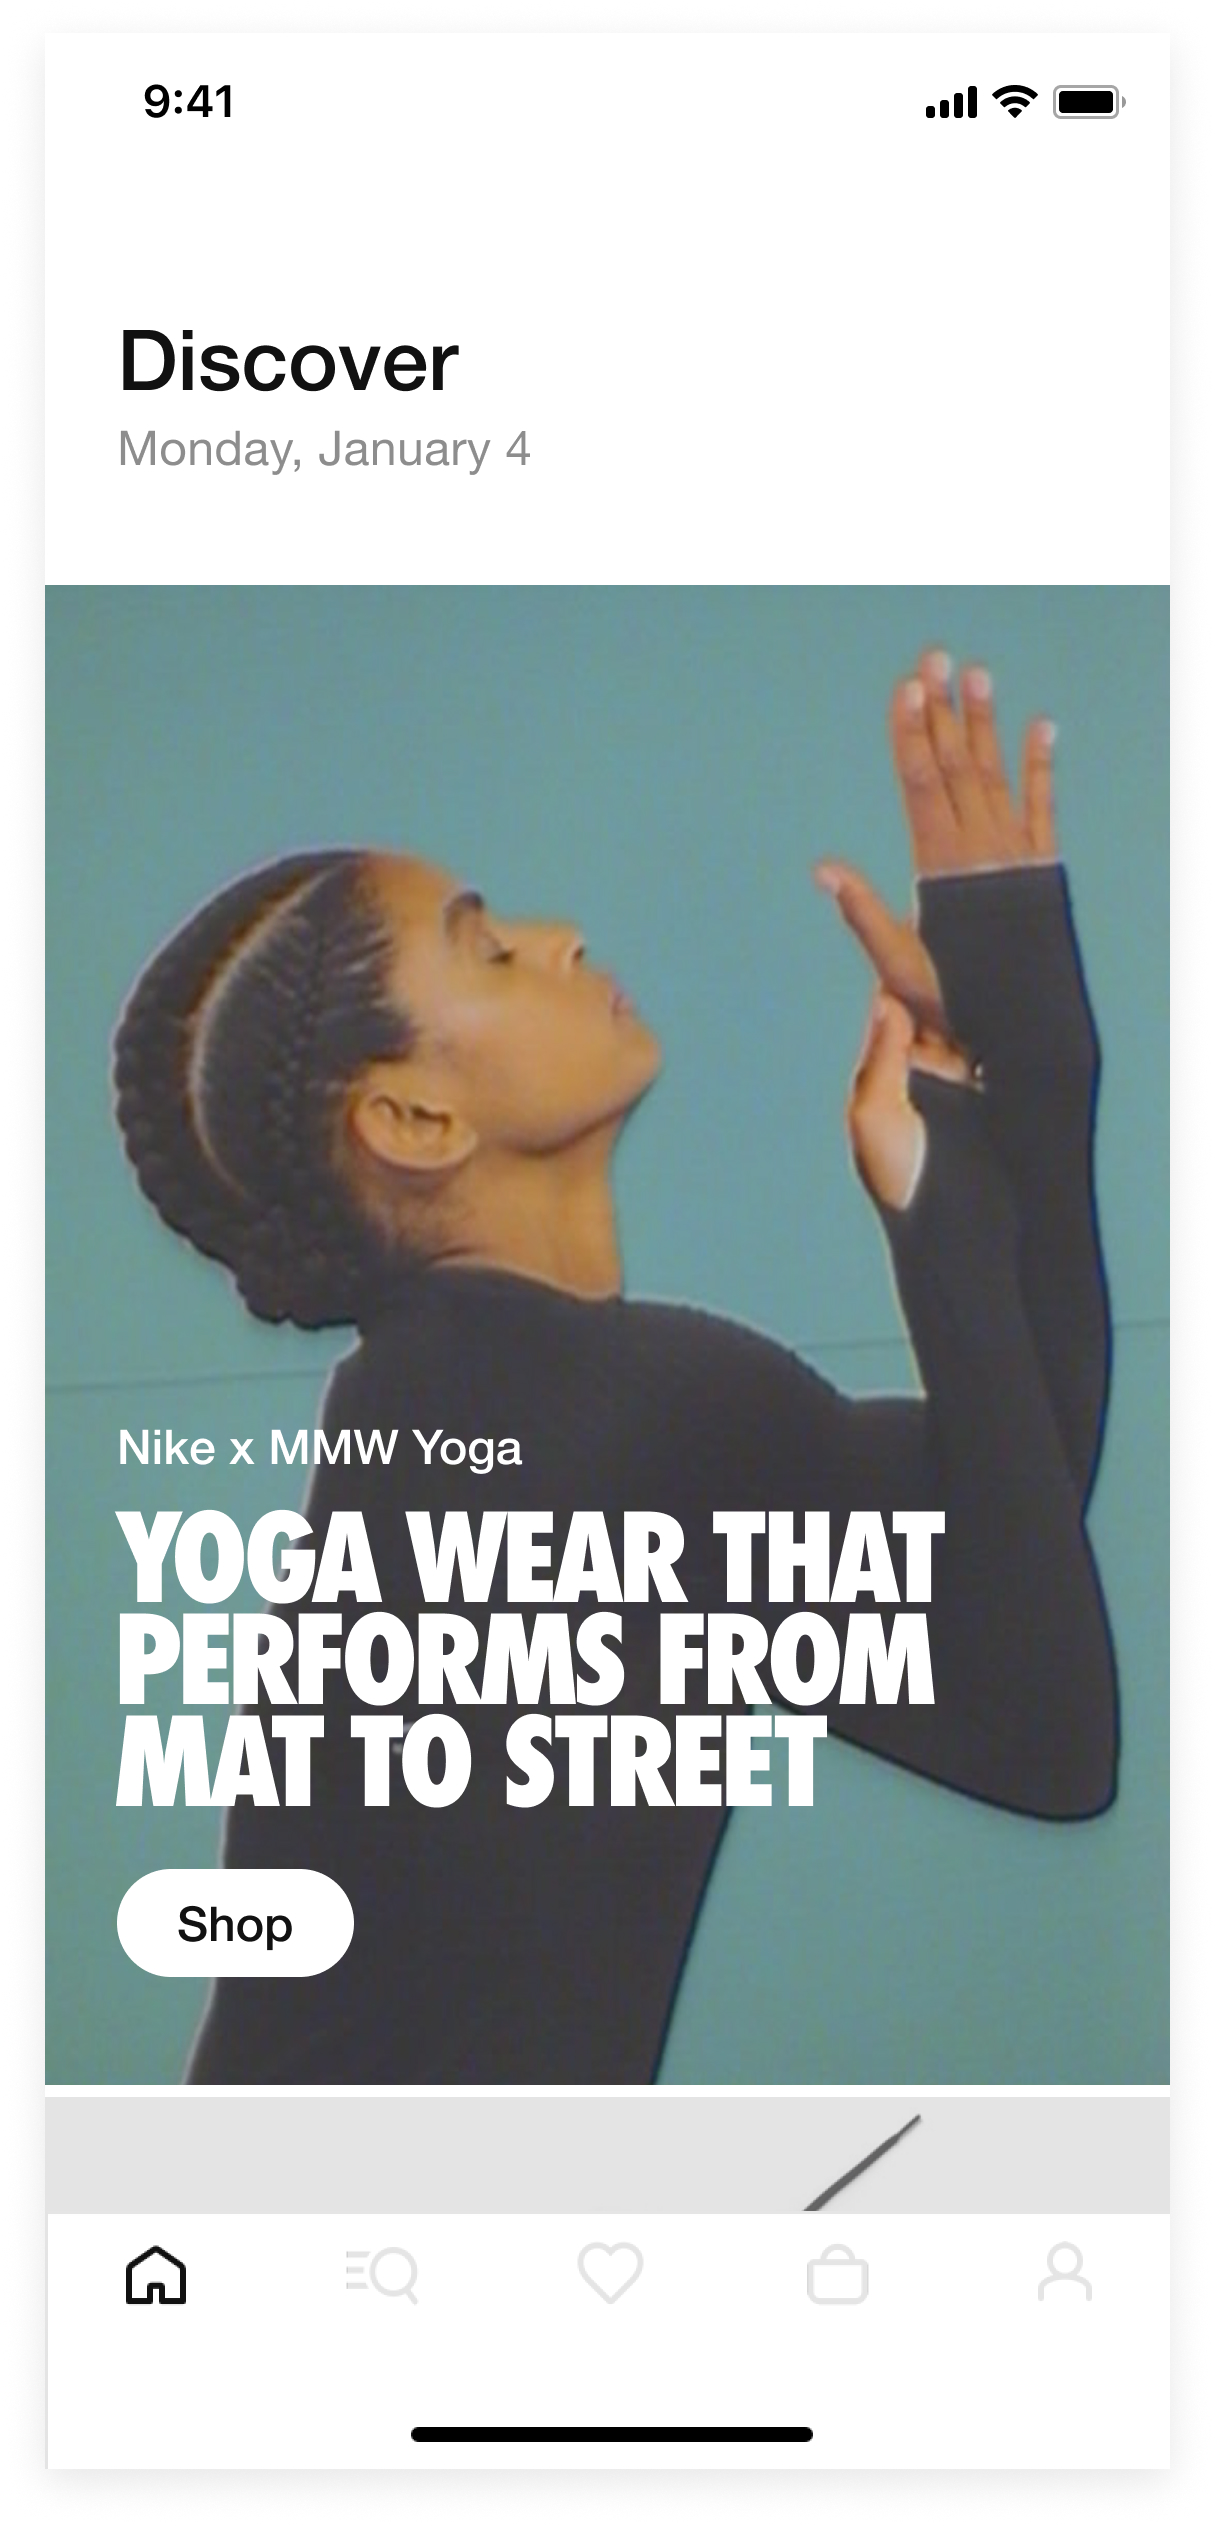 9:41
Discover
Monday, January 4
Nike x MMW Yoga
YOGA WEAR THAT
PERFORMS FROM
MAT TO STREET
Shop